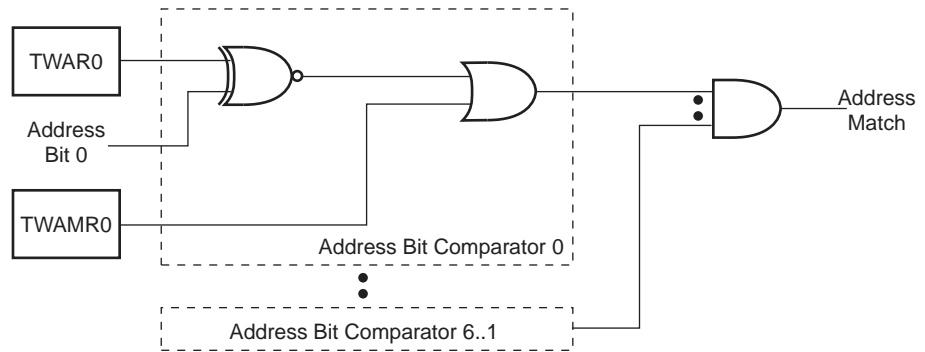 TWAR0
Address
Bit 0
TWAMR0
Address Bit Comparator 0
Address Bit Comparator 6..1
Address
Match